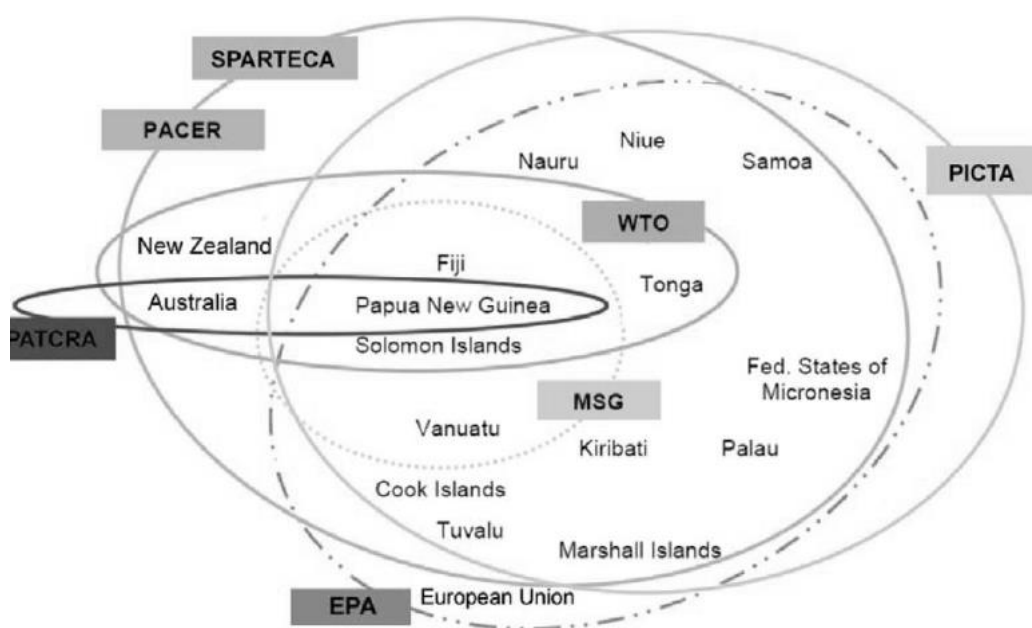 SPARTECA
PACER
Niue
Nauru
Samoa
PICTA
WTO
New Zealand
Fiji
Tonga
Australia
Papua New Guinea
PATCRA
Solomon Islands
Fed. States of
Micronesia
MSG
Vanuatu
Kiribati
Palau
Cook Islands
Tuvalu
Marshall Islands
European Union
EPA